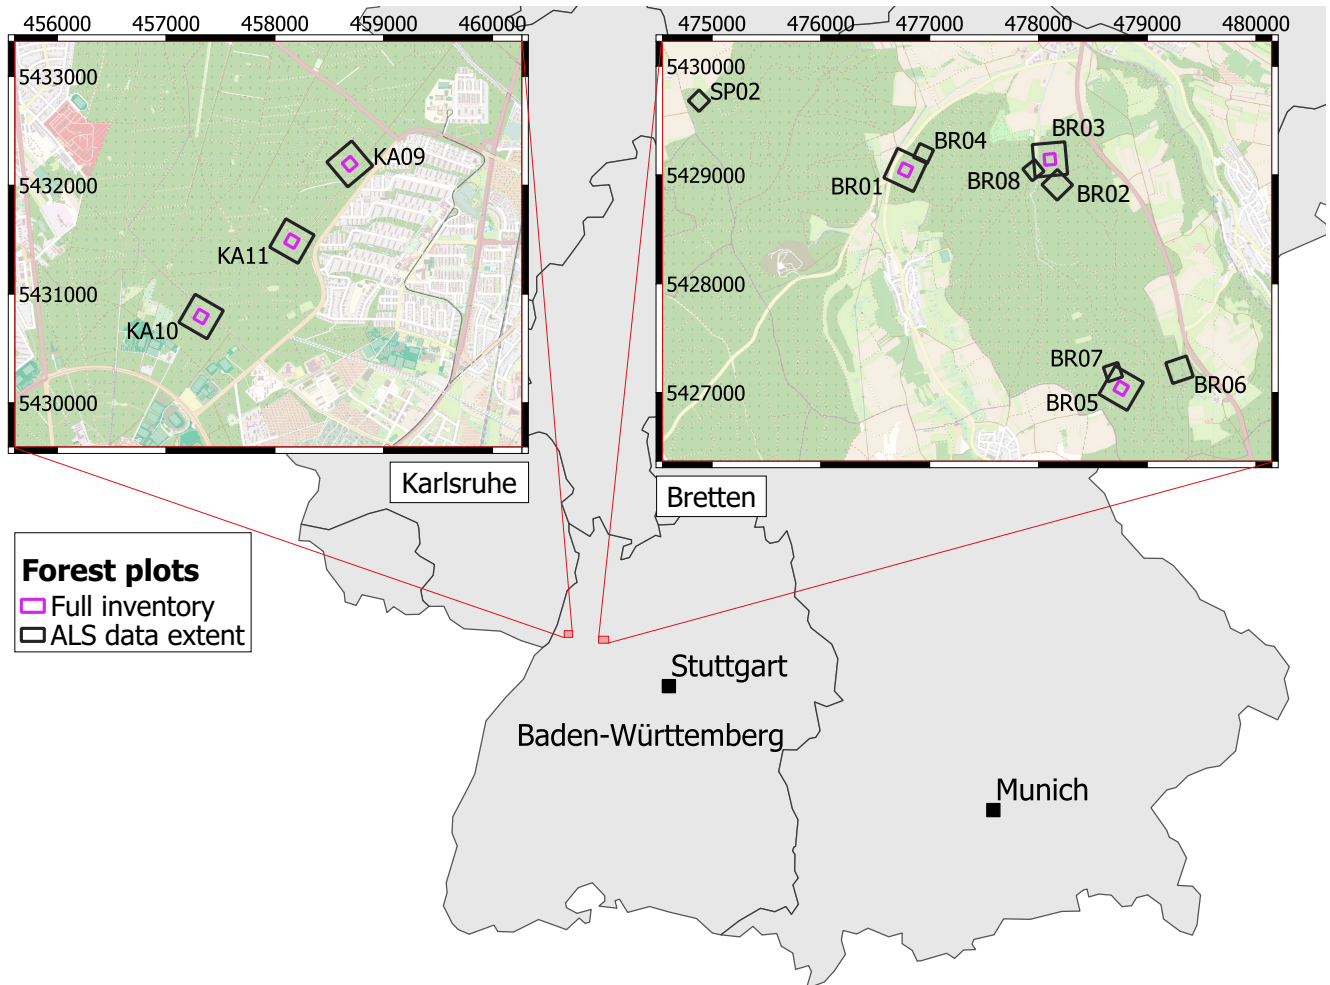 456000 457000 458000 459000 460000
5433000
5432000
5431000
5430000
KA09
KA11
KA10
Karlsruhe
475000 476000 477000 478000 479000 480000
5430000
5429000
5428000
5427000
SP02
BR04
BR03
BR01
BR08
BR02
BR07
BR06
BR05
Bretten
Forest plots
Full inventory
ALS data extent
Stuttgart
Baden-Württemberg
Munich